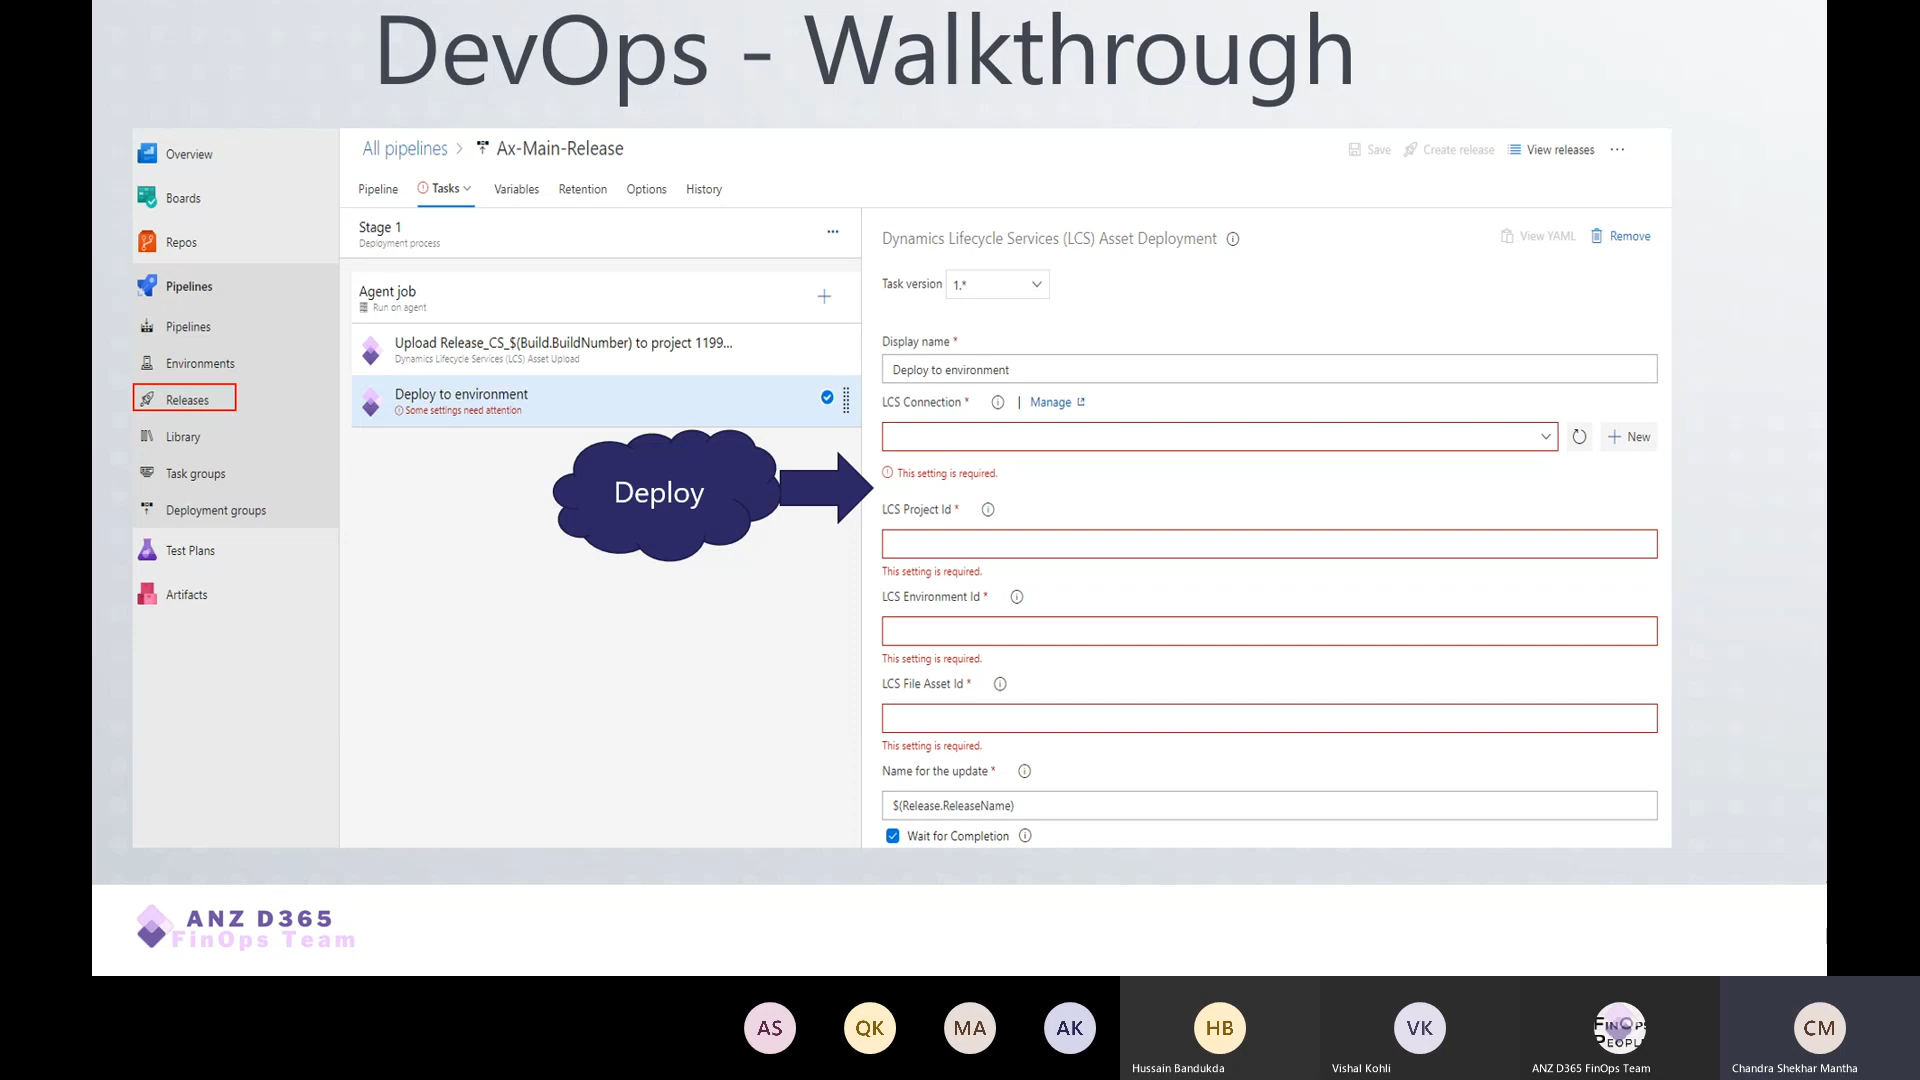 DevOps - Walkthrough
Overview
Boards
Repos
Pipelines
Pipelines
Environments
Releases
Library
Task groups
Deployment groups
Test Plans
Artifacts
All pipelines > Ax-Main-Release
Save
Create release
View releases
Pipeline
Tasks
Variables
Retention
Options
History
Stage 1
Deployment process
Agent job
Run on agent
Upload Release_CS_$(Build.BuildNumber) to project 1199...
Dynamics Lifecycle Services (LCS) Asset Upload
Deploy to environment
Some settings need attention
Deploy
Dynamics Lifecycle Services (LCS) Asset Deployment
View YAML
Remove
Task version 1.*
Display name *
Deploy to environment
LCS Connection * | Manage
New
This setting is required.
LCS Project Id *
This setting is required.
LCS Environment Id *
This setting is required.
LCS File Asset Id *
This setting is required.
Name for the update *
$(Release.ReleaseName)
Wait for Completion
ANZ D365
FinOps Team
AS
QK
MA
AK
HB
Hussain Bandukda
VK
Vishal Kohli
FinOps
People
ANZ D365 FinOps Team
CM
Chandra Shekhar Mantha